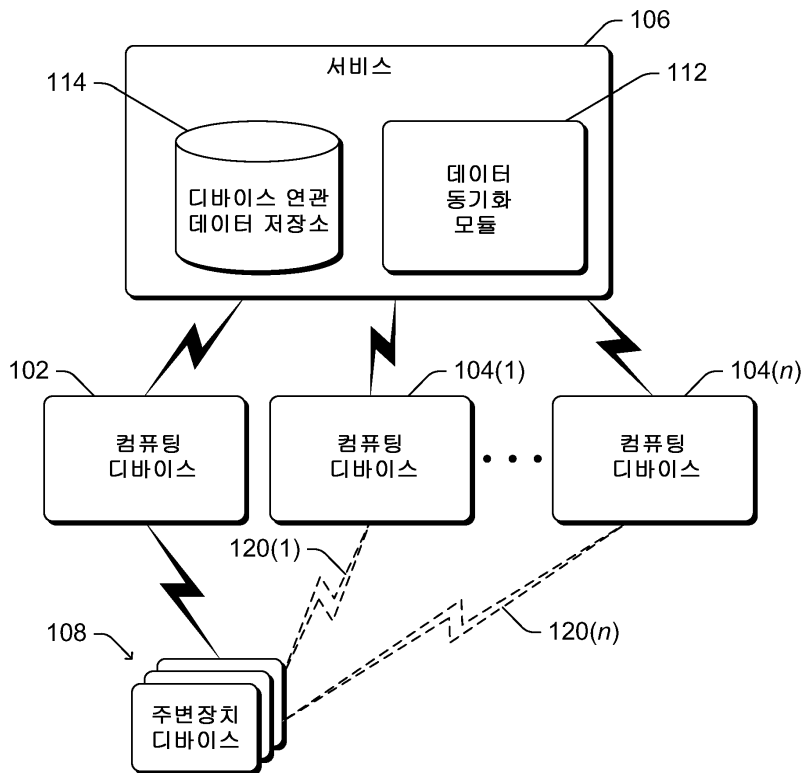 106
서비스
114
112
디바이스 연관
데이터 저장소
데이터
동기화
모듈
102
104(1)
104(n)
컴퓨팅
디바이스
컴퓨팅
디바이스
컴퓨팅
디바이스
120(1)
120(n)
108
주변장치
디바이스